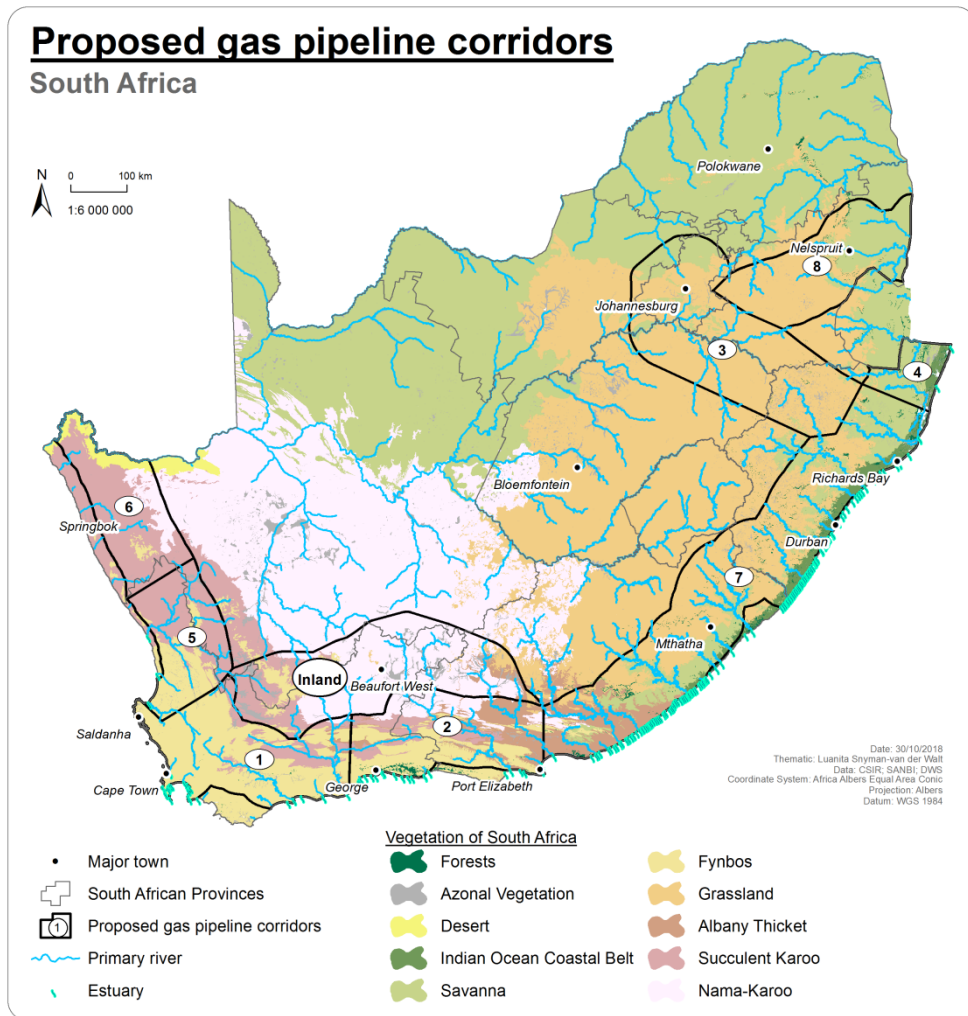 Proposed gas pipeline corridors
South Africa
N
0 100 km
1:6 000 000
Polokwane
Nelspruit
8
Johannesburg
3
4
Bloemfontein
Richards Bay
6
Springbok
Durban
7
5
Mthatha
Inland
Beaufort West
2
Saldanha
1
Cape Town
George
Port Elizabeth
Date: 30/10/2018
Thematic: Luanita Snyman-van der Walt
Data: CSIR; SANBI; DWS
Coordinate System: Africa Albers Equal Area Conic
Projection: Albers
Datum: WGS 1984
Vegetation of South Africa
Major town
South African Provinces
1
Proposed gas pipeline corridors
Primary river
Estuary
Forests
Azonal Vegetation
Desert
Indian Ocean Coastal Belt
Savanna
Fynbos
Grassland
Albany Thicket
Succulent Karoo
Nama-Karoo